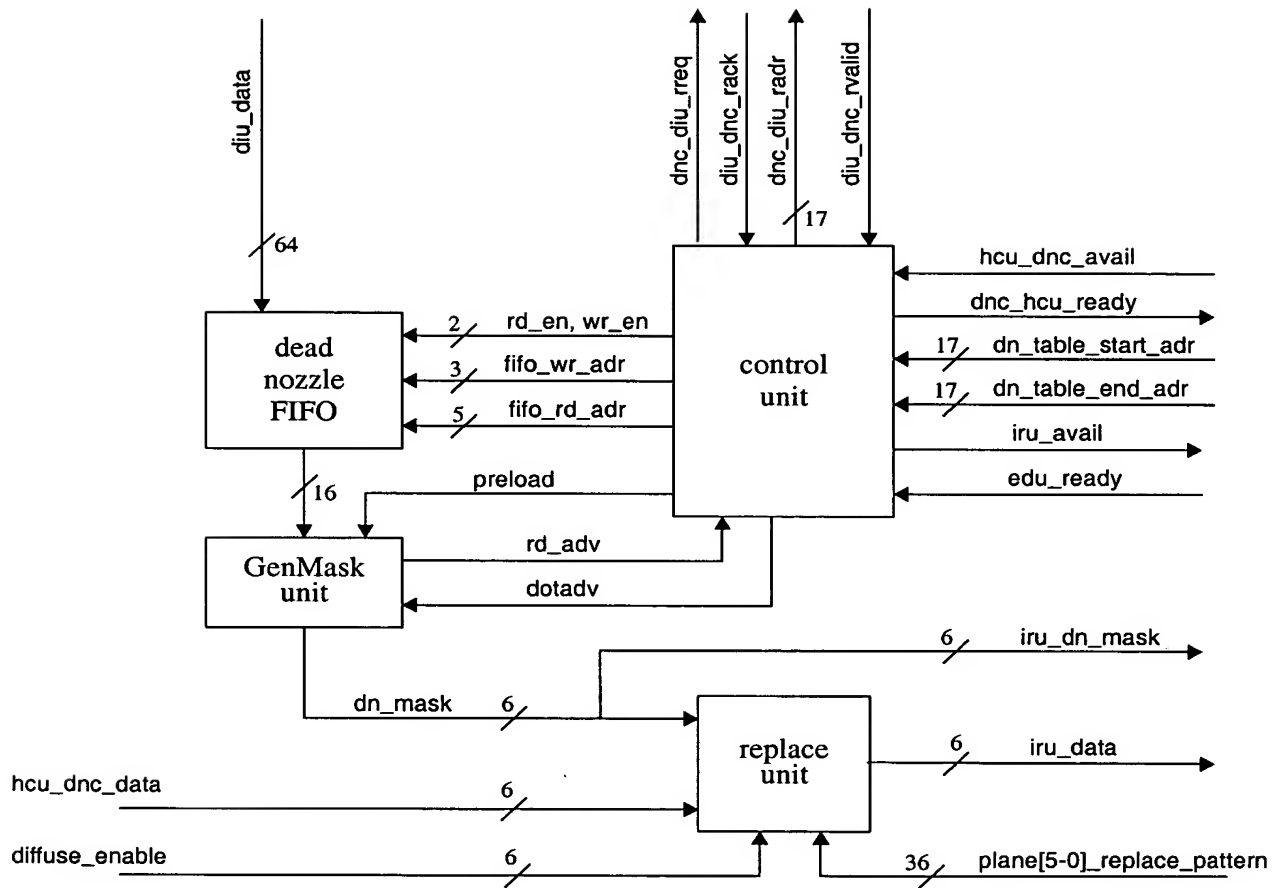 diu_data
64
dnc_diu_rreq
diu_dnc_rack
dnc_diu_radr
17
diu_dnc_rvalid
dead
nozzle
FIFO
2
rd_en, wr_en
3
fifo_wr_adr
5
fifo_rd_adr
control
unit
hcu_dnc_avail
dnc_hcu_ready
17
dn_table_start_adr
17
dn_table_end_adr
iru_avail
edu_ready
16
preload
GenMask
unit
rd_adv
dotadv
6
iru_dn_mask
dn_mask
6
replace
unit
6
iru_data
hcu_dnc_data
6
diffuse_enable
6
36
plane[5-0]_replace_pattern